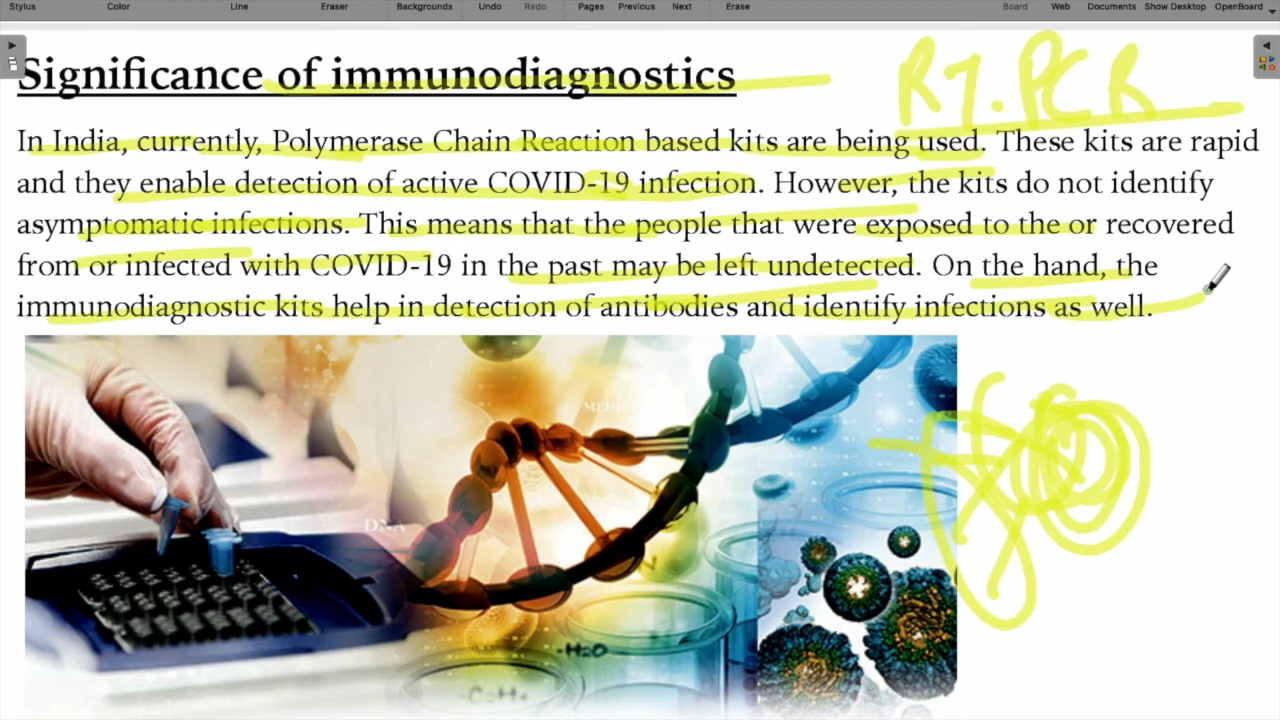 Stylus Color Line Eraser Backgrounds Undo Redo Pages Previous Next Erase Board Web Documents Show Desktop OpenBoard
Significance of immunodiagnostics
RT.PCR
In India, currently, Polymerase Chain Reaction based kits are being used. These kits are rapid
and they enable detection of active COVID-19 infection. However, the kits do not identify
asymptomatic infections. This means that the people that were exposed to the or recovered
from or infected with COVID-19 in the past may be left undetected. On the hand, the
immunodiagnostic kits help in detection of antibodies and identify infections as well.
DNA
-H₂O